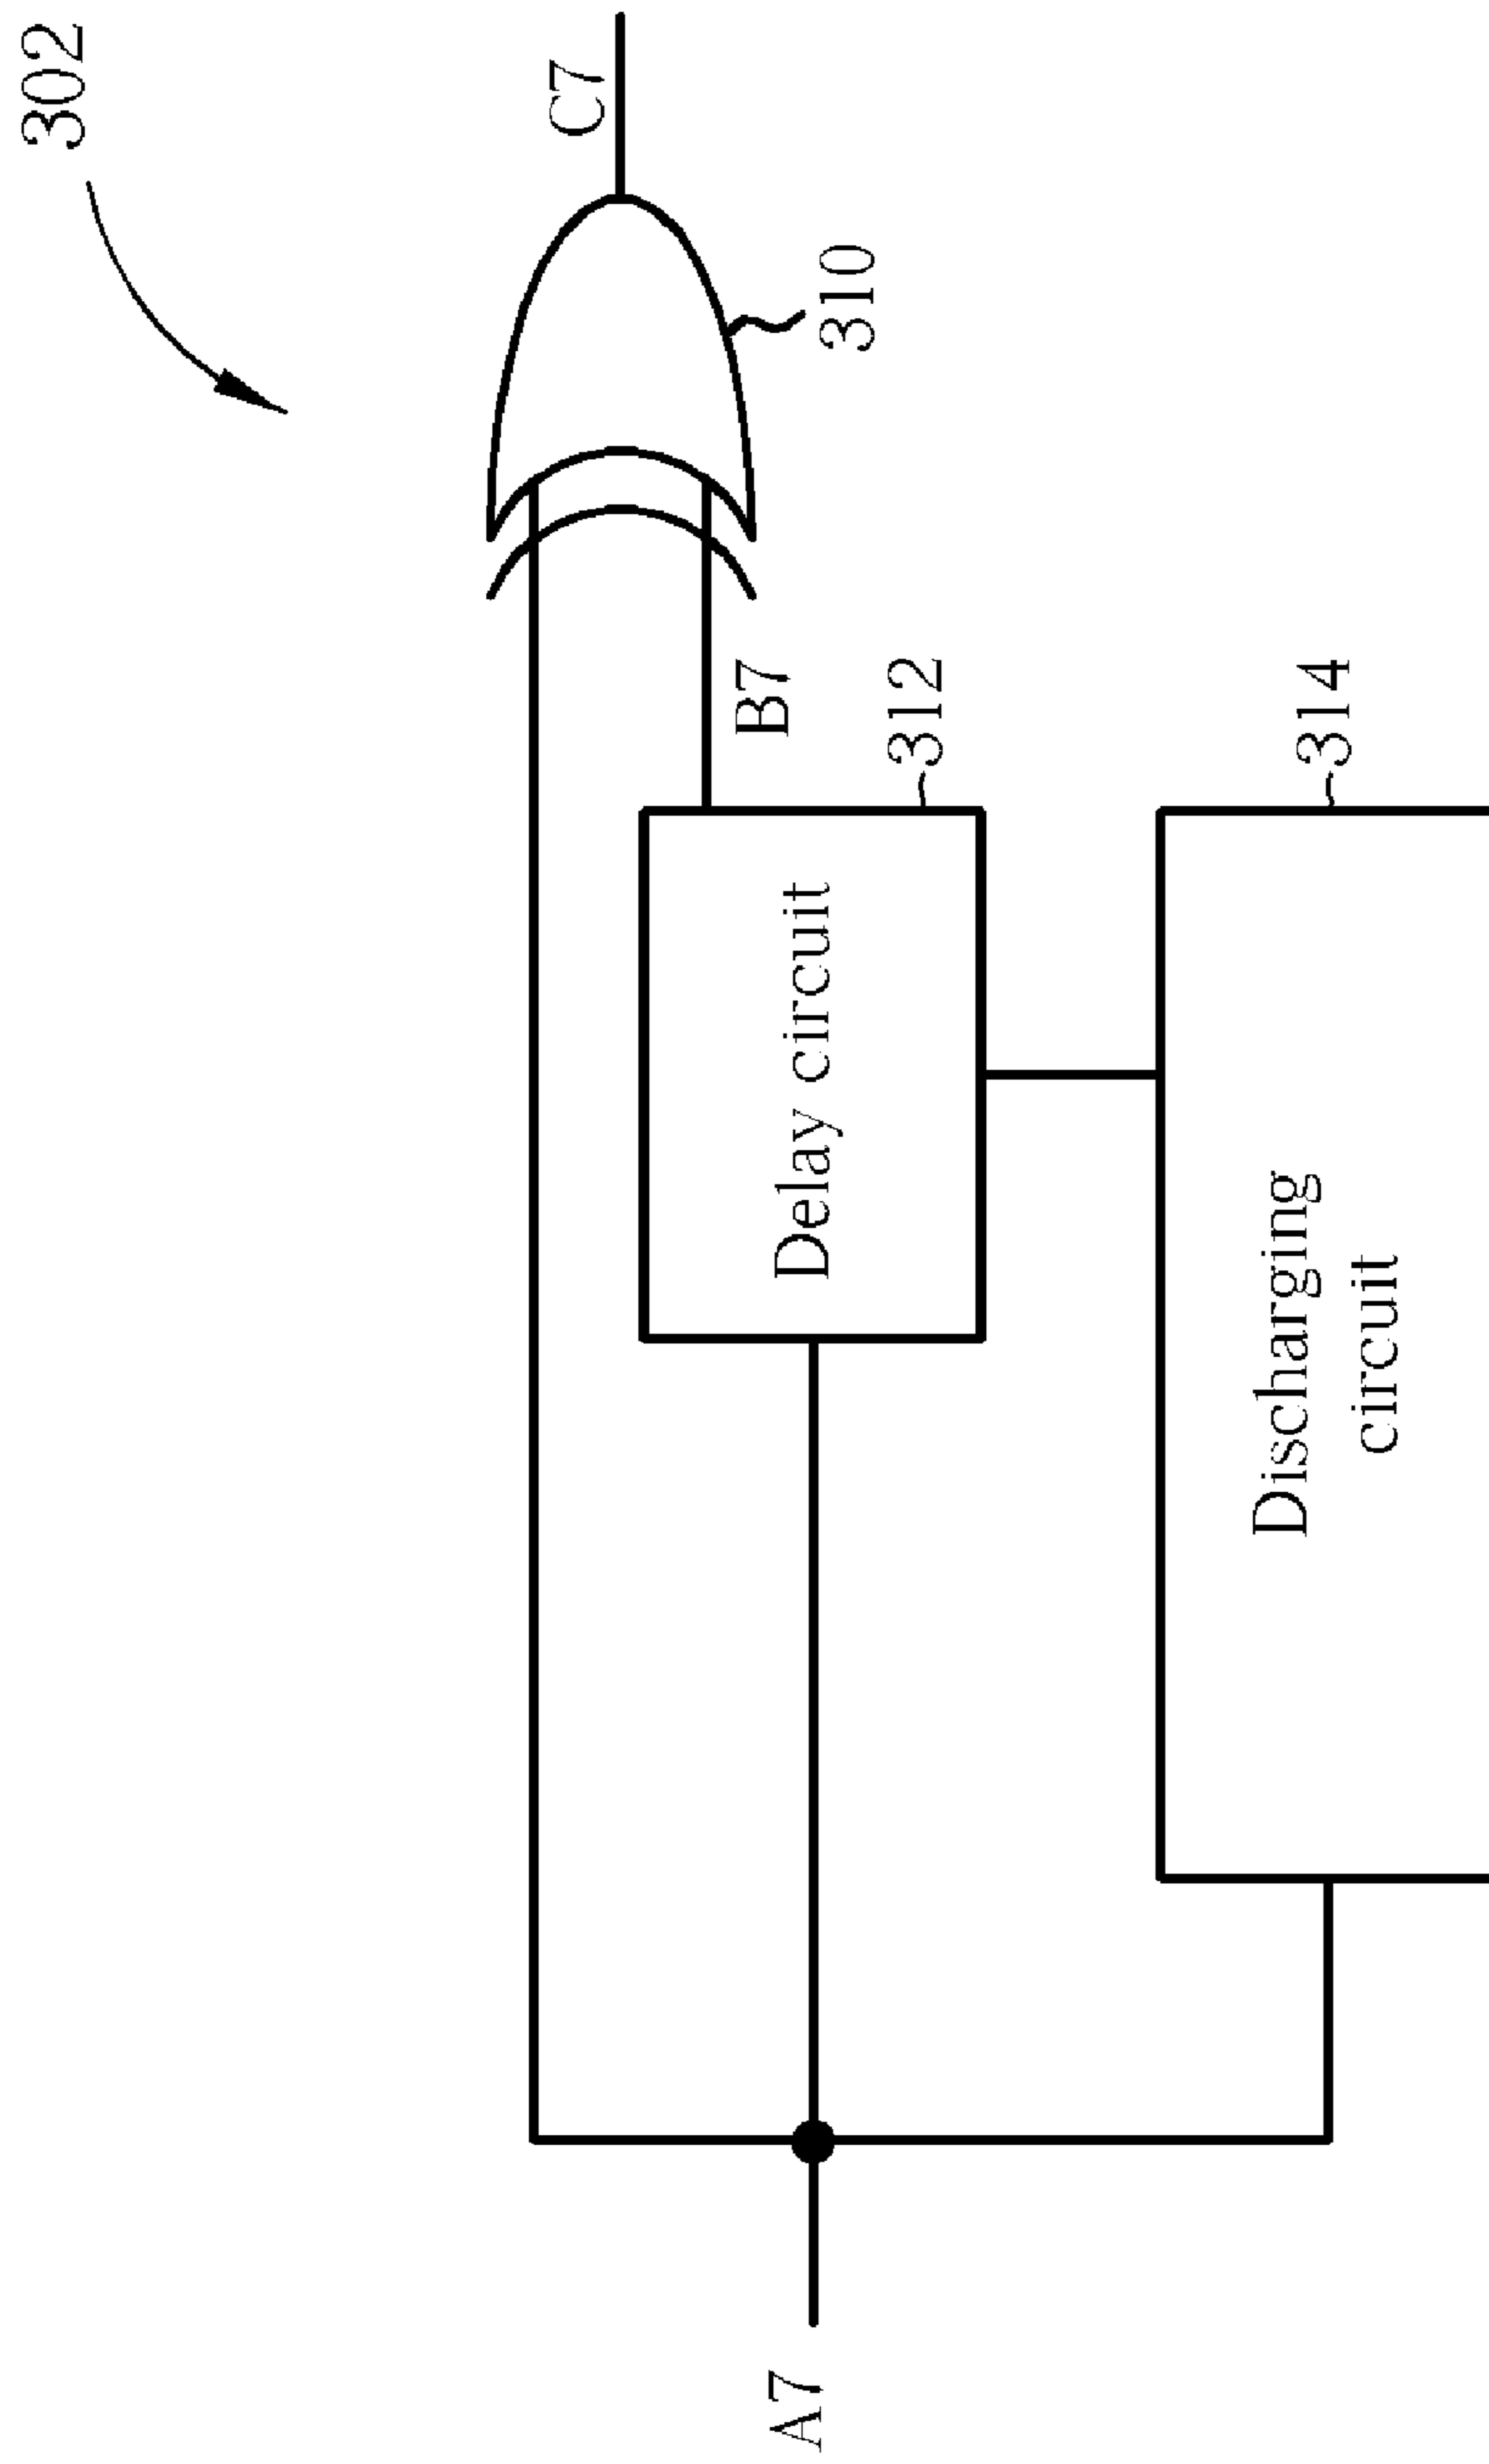 302
C7
310
B7
312
Delay circuit
314
Discharging
circuit
A7